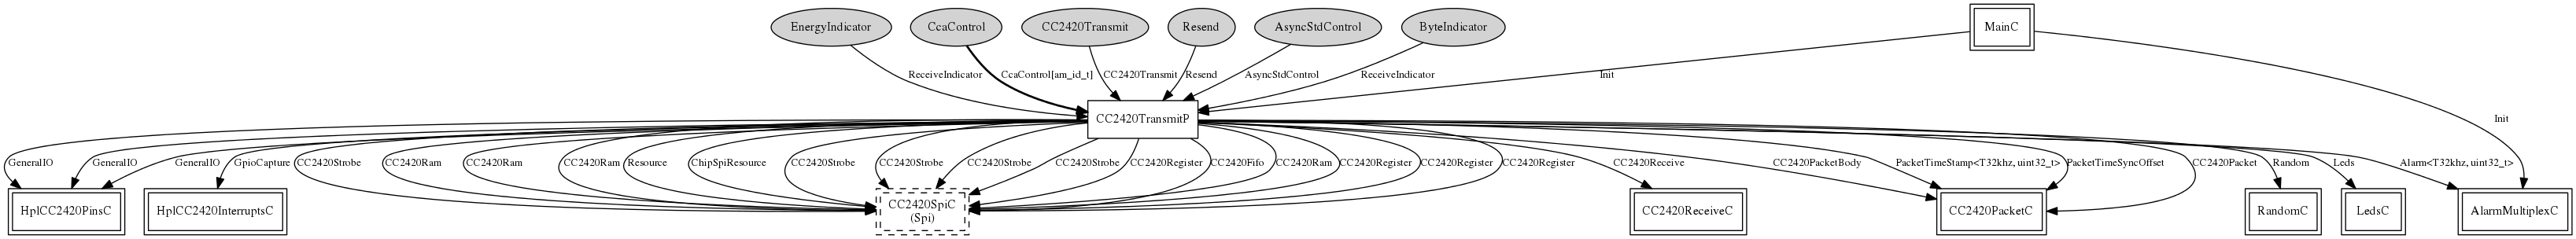 EnergyIndicator
CcaControl
CC2420Transmit
Resend
AsyncStdControl
ByteIndicator
MainC
ReceiveIndicator
CcaControl[am_id_t]
CC2420Transmit
Resend
AsyncStdControl
ReceiveIndicator
Init
CC2420TransmitP
Init
GeneralIO
GeneralIO
GeneralIO
GpioCapture
CC2420Strobe
CC2420Ram
CC2420Ram
CC2420Ram
Resource
ChipSpiResource
CC2420Strobe
CC2420Strobe
CC2420Strobe
CC2420Strobe
CC2420Register
CC2420Fifo
CC2420Ram
CC2420Register
CC2420Register
CC2420Register
CC2420Receive
CC2420PacketBody
PacketTimeStamp<T32khz, uint32_t>
PacketTimeSyncOffset
CC2420Packet
Random
Leds
Alarm<T32khz, uint32_t>
HplCC2420PinsC
HplCC2420InterruptsC
CC2420SpiC
(Spi)
CC2420ReceiveC
CC2420PacketC
RandomC
LedsC
AlarmMultiplexC